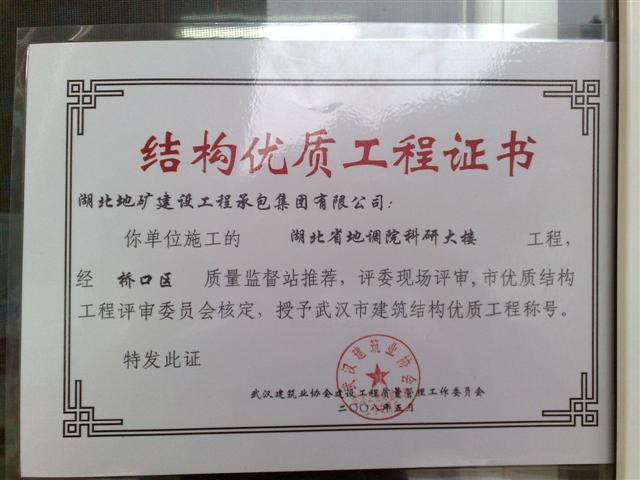 结构优质工程证书
湖北地矿建设工程承包集团有限公司:
你单位施工的 湖北省地调院科研大楼 工程,
经 桥口区 质量监督站推荐,评委现场评审,市优质结构
工程评审委员会核定,授予武汉市建筑结构优质工程称号。
特发此证
武汉建筑业协会
武汉建筑业协会建设工程质量管理工作委员会
二〇〇八年五月